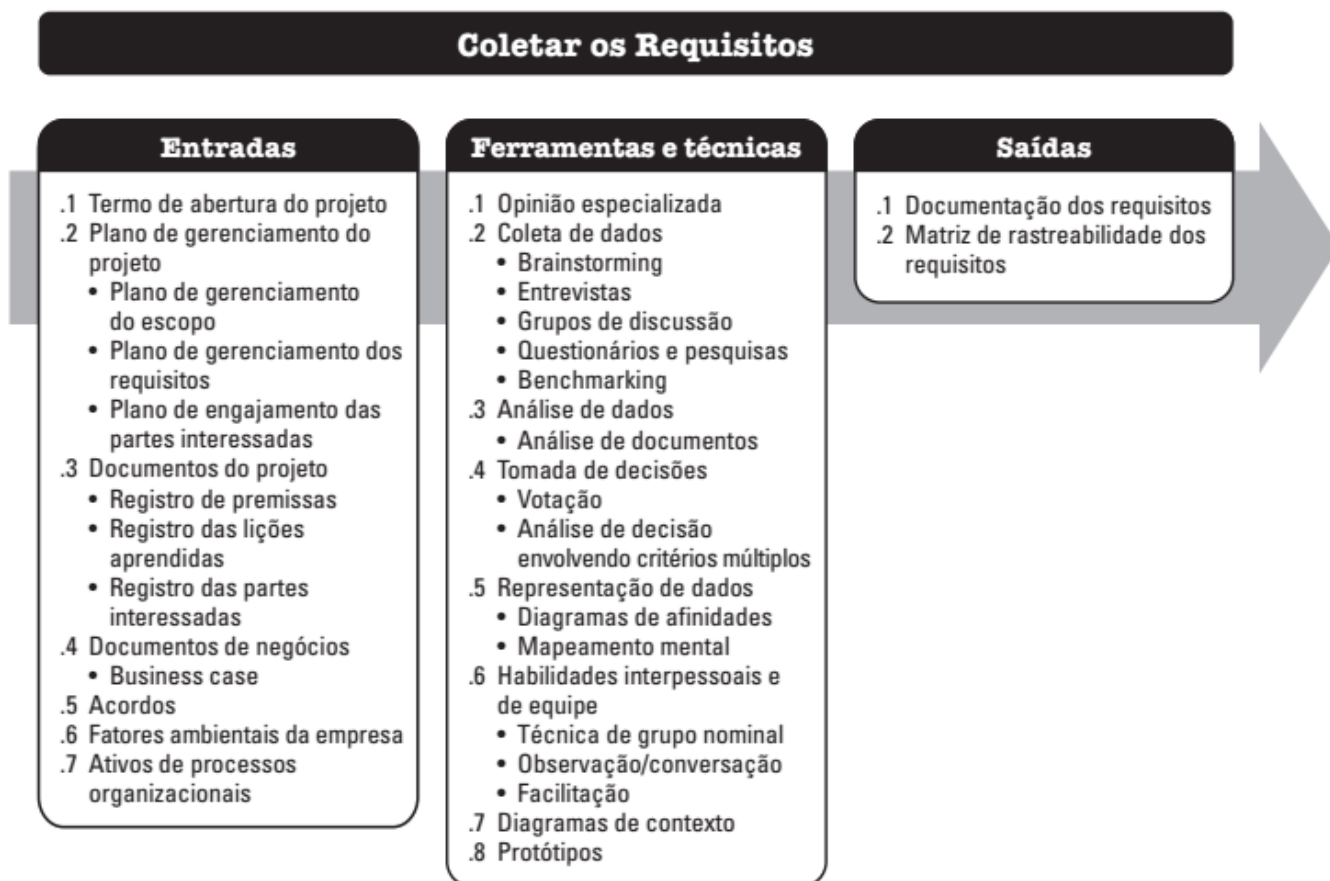 Coletar os Requisitos
Entradas
.1 Termo de abertura do projeto
.2 Plano de gerenciamento do
projeto
• Plano de gerenciamento
do escopo
• Plano de gerenciamento dos
requisitos
• Plano de engajamento das
partes interessadas
.3 Documentos do projeto
• Registro de premissas
• Registro das lições
aprendidas
• Registro das partes
interessadas
.4 Documentos de negócios
• Business case
.5 Acordos
.6 Fatores ambientais da empresa
.7 Ativos de processos
organizacionais
Ferramentas e técnicas
.1 Opinião especializada
.2 Coleta de dados
• Brainstorming
• Entrevistas
• Grupos de discussão
• Questionários e pesquisas
• Benchmarking
.3 Análise de dados
• Análise de documentos
.4 Tomada de decisões
• Votação
• Análise de decisão
envolvendo critérios múltiplos
.5 Representação de dados
• Diagramas de afinidades
• Mapeamento mental
.6 Habilidades interpessoais e
de equipe
• Técnica de grupo nominal
• Observação/conversação
• Facilitação
.7 Diagramas de contexto
.8 Protótipos
Saídas
.1 Documentação dos requisitos
.2 Matriz de rastreabilidade dos
requisitos